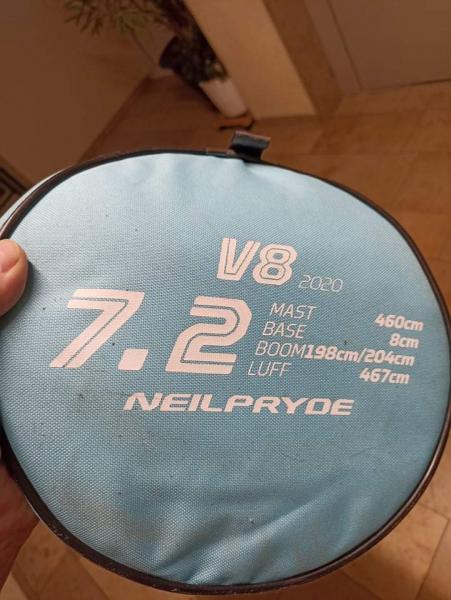 V8 2020
7.2
MAST 460cm
BASE 8cm
BOOM198cm/204cm
LUFF 467cm
NEILPRYDE